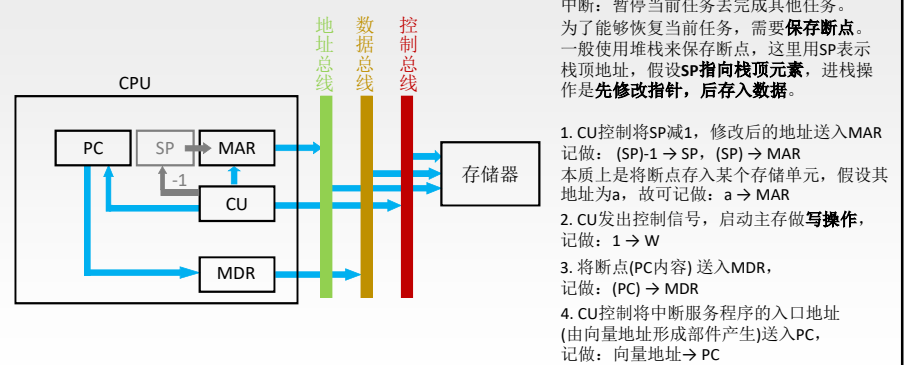 地址总线
数据总线
控制总线
CPU
PC
SP
MAR
-1
CU
MDR
存储器
中断：暂停当前任务去完成其他任务。
为了能够恢复当前任务，需要保存断点。
一般使用堆栈来保存断点，这里用SP表示
栈顶地址，假设SP指向栈顶元素，进栈操
作是先修改指针，后存入数据。
1. CU控制将SP减1，修改后的地址送入MAR
记做： (SP)-1 → SP，(SP) → MAR
本质上是将断点存入某个存储单元，假设其
地址为a，故可记做：a → MAR
2. CU发出控制信号，启动主存做写操作，
记做：1 → W
3. 将断点(PC内容) 送入MDR，
记做：(PC) → MDR
4. CU控制将中断服务程序的入口地址
(由向量地址形成部件产生)送入PC，
记做：向量地址→ PC